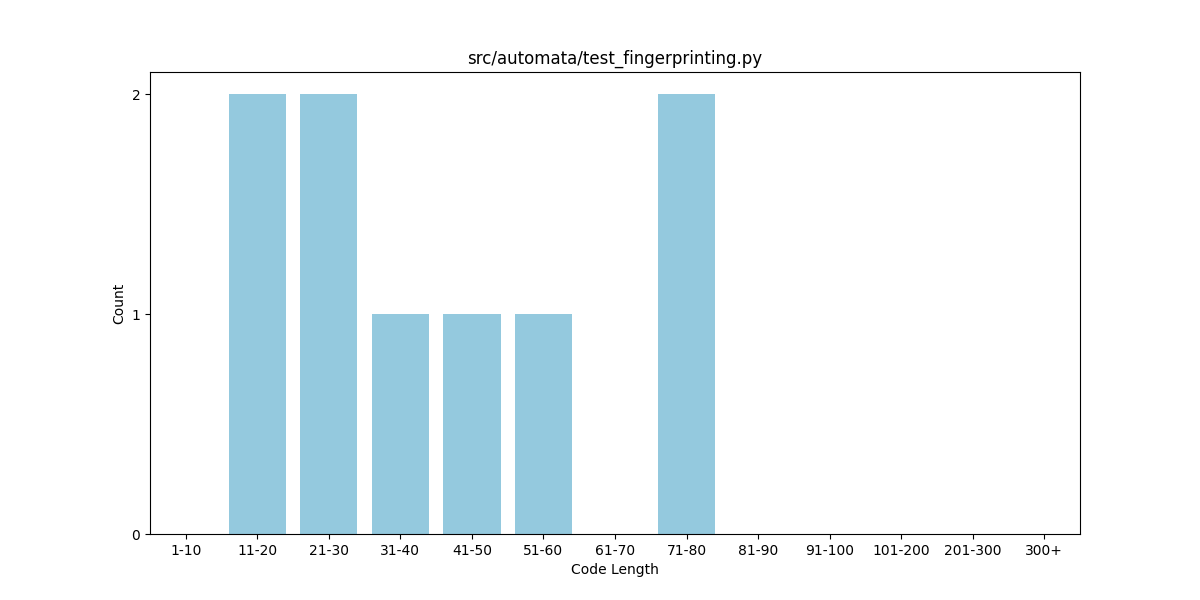 src/automata/test_fingerprinting.py
2
1
0
Count
1-10 11-20 21-30 31-40 41-50 51-60 61-70 71-80 81-90 91-100 101-200 201-300 300+
Code Length